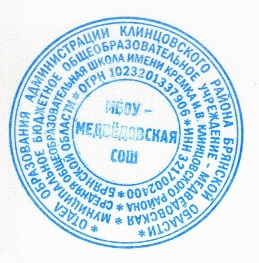 * ОТДЕЛ ОБРАЗОВАНИЯ АДМИНИСТРАЦИИ КЛИНЦОВСКОГО РАЙОНА БРЯНСКОЙ ОБЛАСТИ
* МУНИЦИПАЛЬНОЕ БЮДЖЕТНОЕ ОБЩЕОБРАЗОВАТЕЛЬНОЕ УЧРЕЖДЕНИЕ - МЕДВЕДОВСКАЯ
СРЕДНЯЯ ОБЩЕОБРАЗОВАТЕЛЬНАЯ ШКОЛА ИМЕНИ КРЕМКА А.В. КЛИНЦОВСКОГО РАЙОНА
БРЯНСКОЙ ОБЛАСТИ * ОГРН 1023201337906 * ИНН 3217002400 *
МБОУ -
МЕДВЕДОВСКАЯ
СОШ